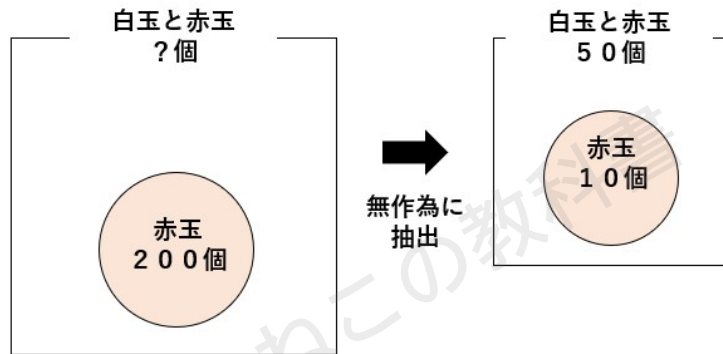 白玉と赤玉
？個
赤玉
２００個
無作為に
抽出
白玉と赤玉
５０個
赤玉
１０個
ねこの教科書